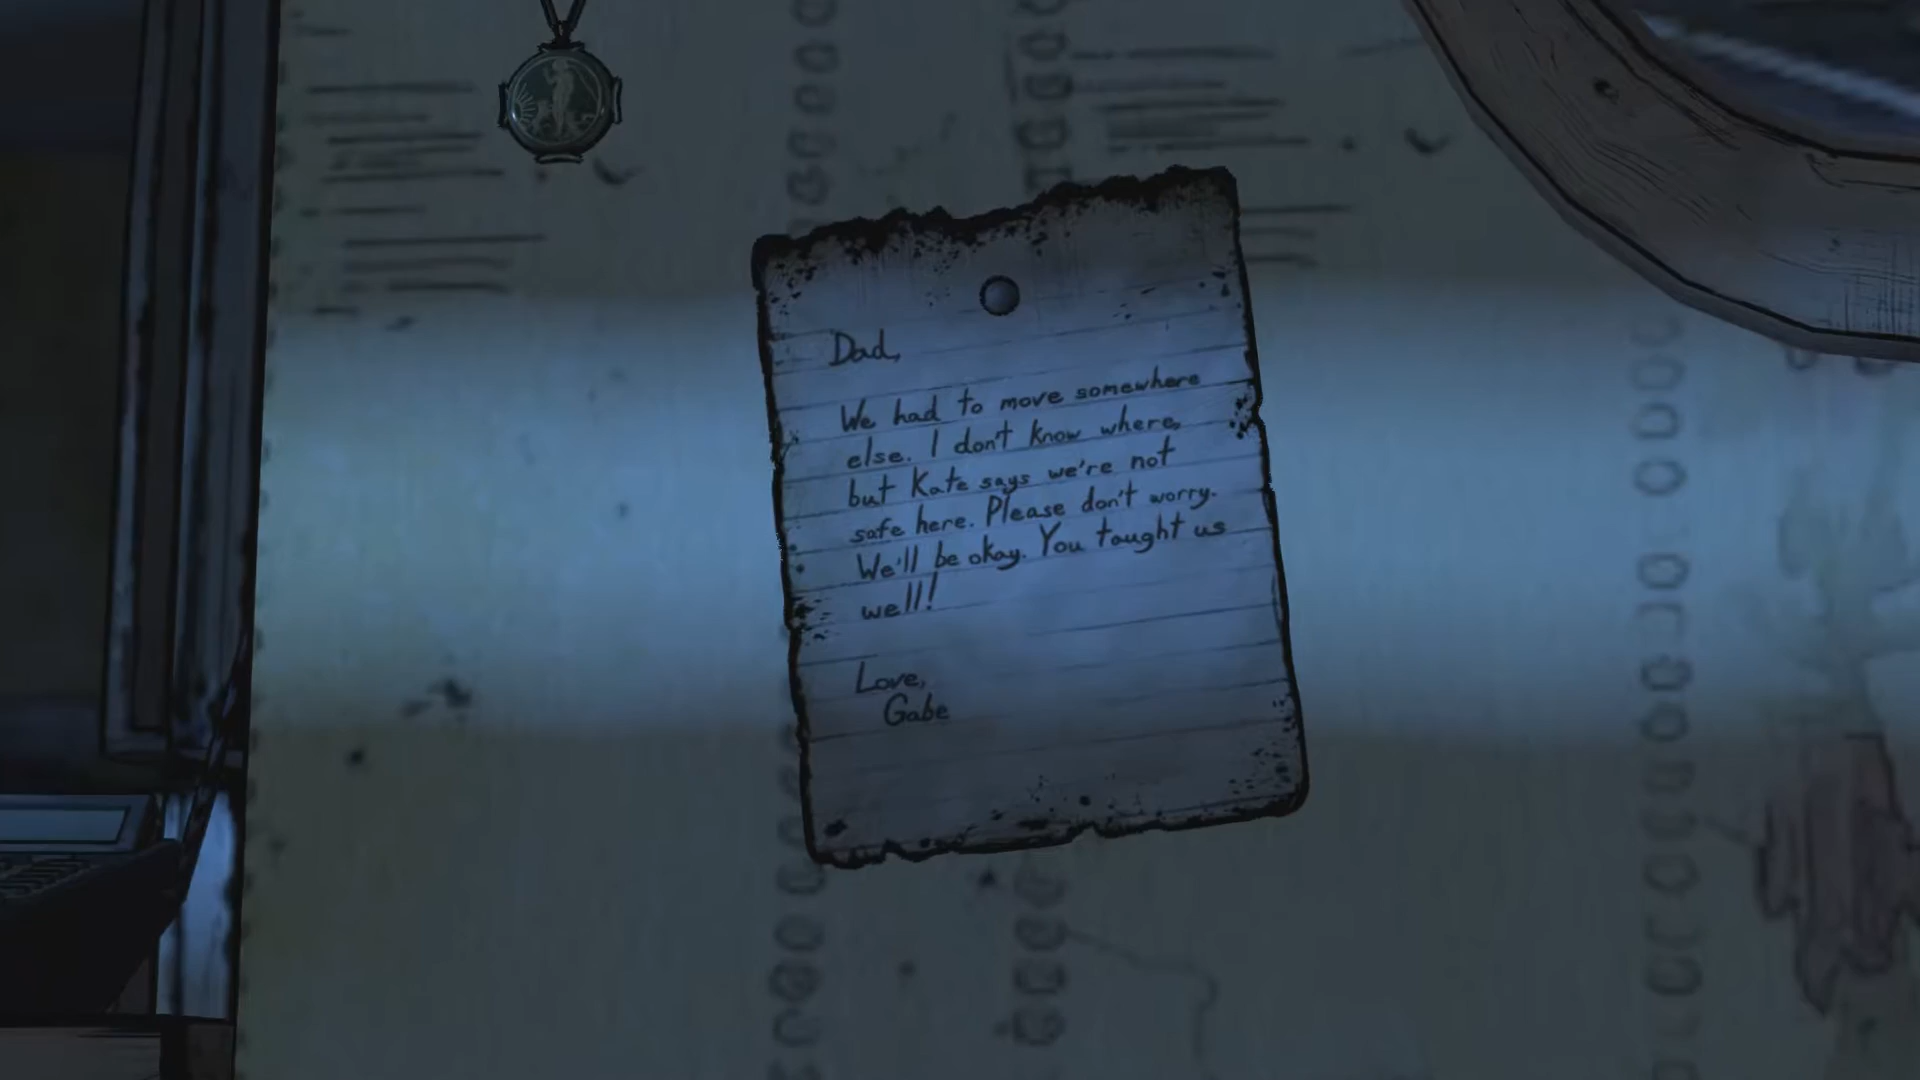 Dad,
We had to move somewhere
else. I don't know where,
but Kate says we're not
safe here. Please don't worry.
We'll be okay. You taught us
well!
Love,
Gabe